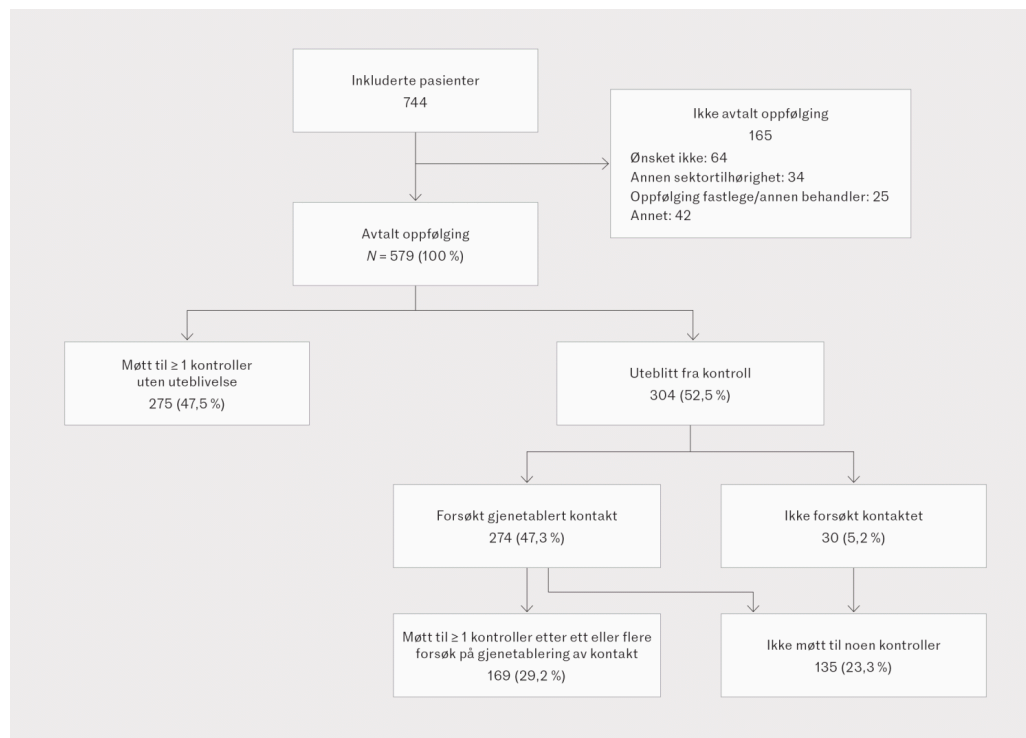 Inkluderte pasienter
744
Ikke avtalt oppfølging
165
Ønsket ikke: 64
Annen sektortilhørighet: 34
Oppfølging fastlege/annen behandler: 25
Annet: 42
Avtalt oppfølging
N = 579 (100 %)
Møtt til ≥ 1 kontroller
uten uteblivelse
275 (47,5 %)
Uteblitt fra kontroll
304 (52,5 %)
Forsøkt gjenetablert kontakt
274 (47,3 %)
Ikke forsøkt kontaktet
30 (5,2 %)
Møtt til ≥ 1 kontroller etter ett eller flere
forsøk på gjenetablering av kontakt
169 (29,2 %)
Ikke møtt til noen kontroller
135 (23,3 %)